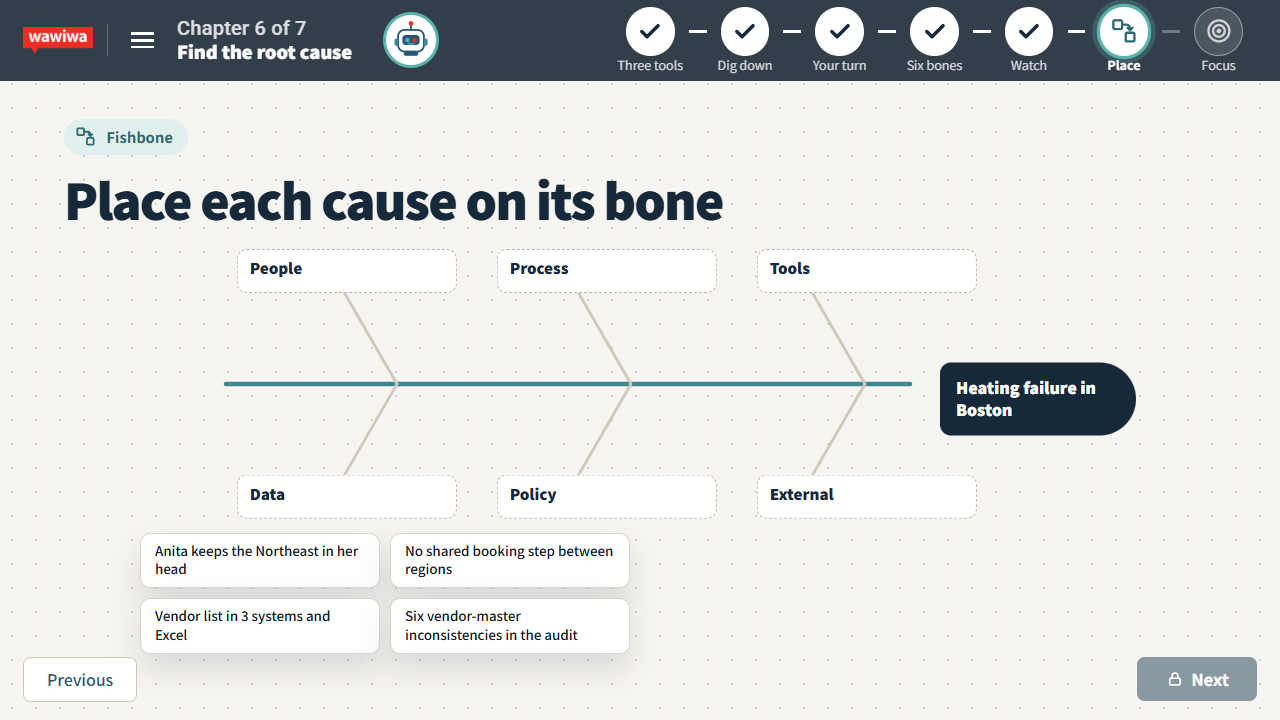 wawiwa
Chapter 6 of 7
Find the root cause
Three tools
Dig down
Your turn
Six bones
Watch
Place
Focus
Fishbone
Place each cause on its bone
People
Process
Tools
Heating failure in
Boston
Data
Policy
External
Anita keeps the Northeast in her
head
No shared booking step between
regions
Vendor list in 3 systems and
Excel
Six vendor-master
inconsistencies in the audit
Previous
Next